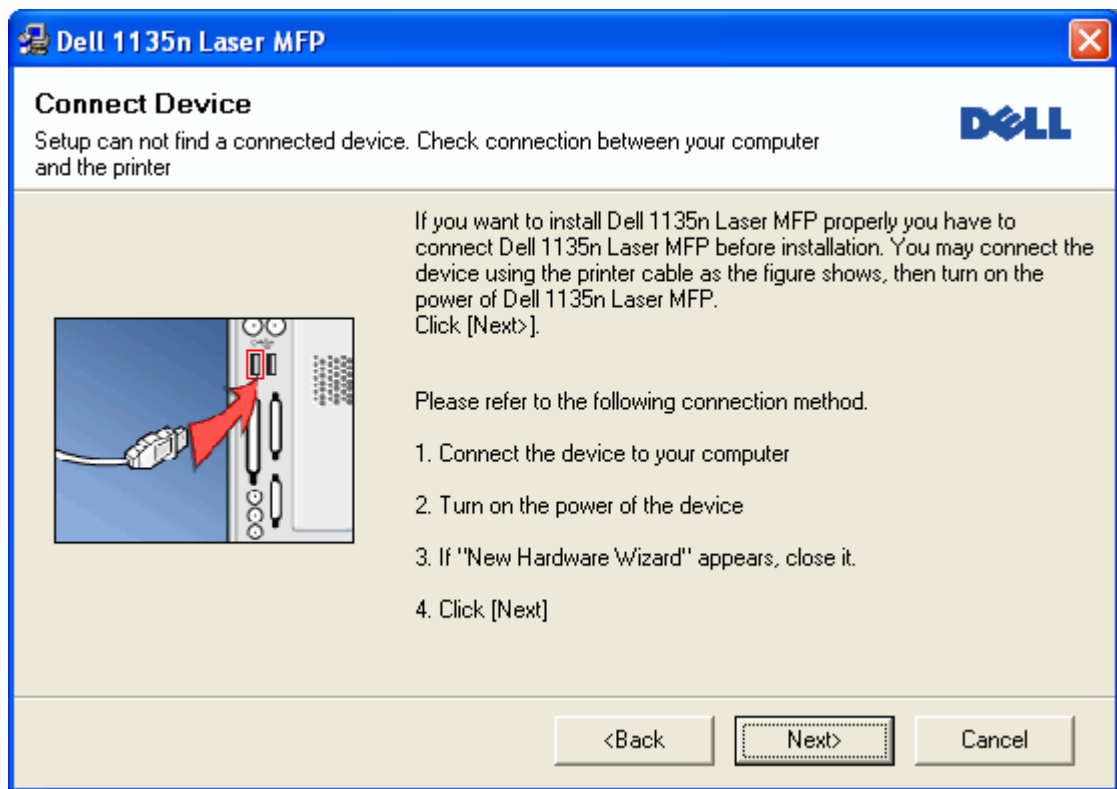 Dell 1135n Laser MFP
Connect Device
Setup can not find a connected device. Check connection between your computer
and the printer
DELL
If you want to install Dell 1135n Laser MFP properly you have to
connect Dell 1135n Laser MFP before installation. You may connect the
device using the printer cable as the figure shows, then turn on the
power of Dell 1135n Laser MFP.
Click [Next>].
Please refer to the following connection method.
1. Connect the device to your computer
2. Turn on the power of the device
3. If "New Hardware Wizard" appears, close it.
4. Click [Next]
<Back
Next>
Cancel